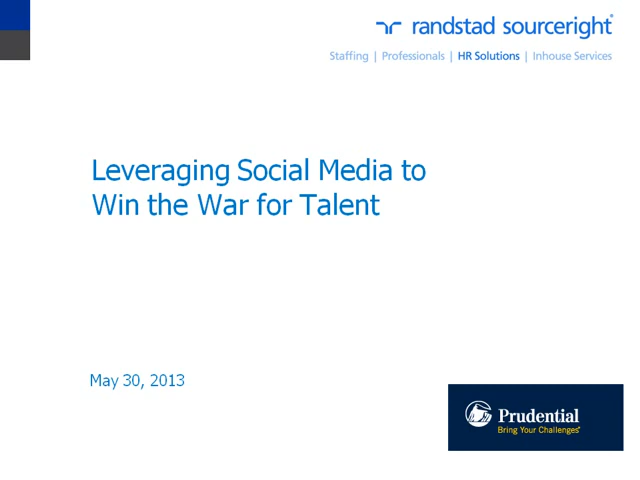 randstad sourceright®
Staffing | Professionals | HR Solutions | Inhouse Services
Leveraging Social Media to
Win the War for Talent
May 30, 2013
Prudential
Bring Your Challenges®